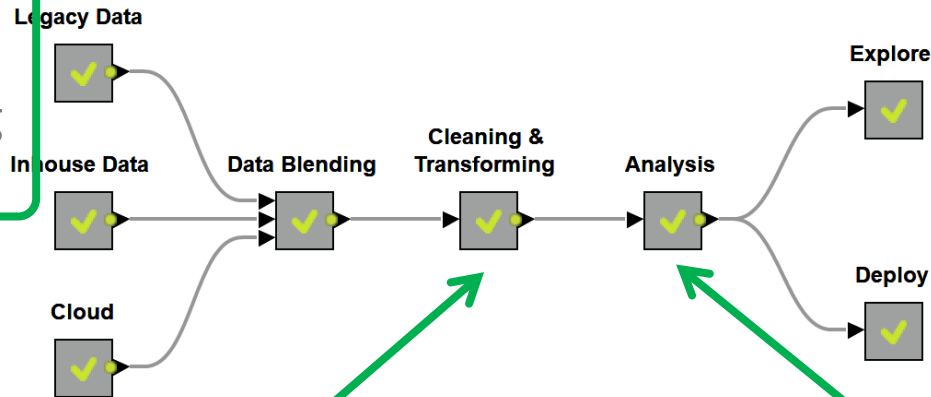 Legacy Data
Inhouse Data
Cloud
Data Blending
Cleaning &
Transforming
Analysis
Explore
Deploy